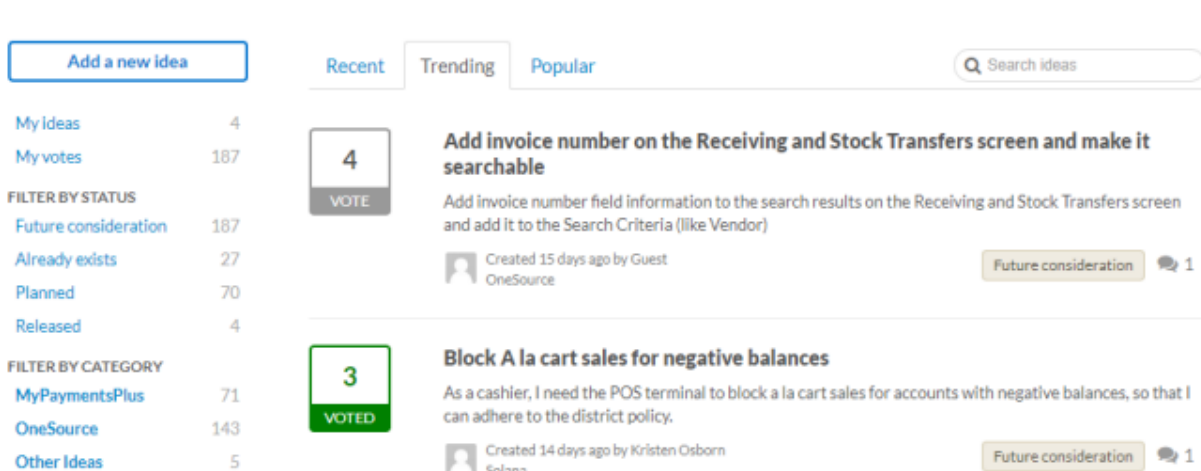 Add a new idea
My ideas 4
My votes 187
FILTER BY STATUS
Future consideration 187
Already exists 27
Planned 70
Released 4
FILTER BY CATEGORY
MyPaymentsPlus 71
OneSource 143
Other Ideas 5
Recent Trending Popular
Search ideas
4
VOTE
Add invoice number on the Receiving and Stock Transfers screen and make it
searchable
Add invoice number field information to the search results on the Receiving and Stock Transfers screen
and add it to the Search Criteria (like Vendor)
Created 15 days ago by Guest
OneSource
Future consideration 1
3
VOTED
Block A la cart sales for negative balances
As a cashier, I need the POS terminal to block a la cart sales for accounts with negative balances, so that I
can adhere to the district policy.
Created 14 days ago by Kristen Osborn
Future consideration 1